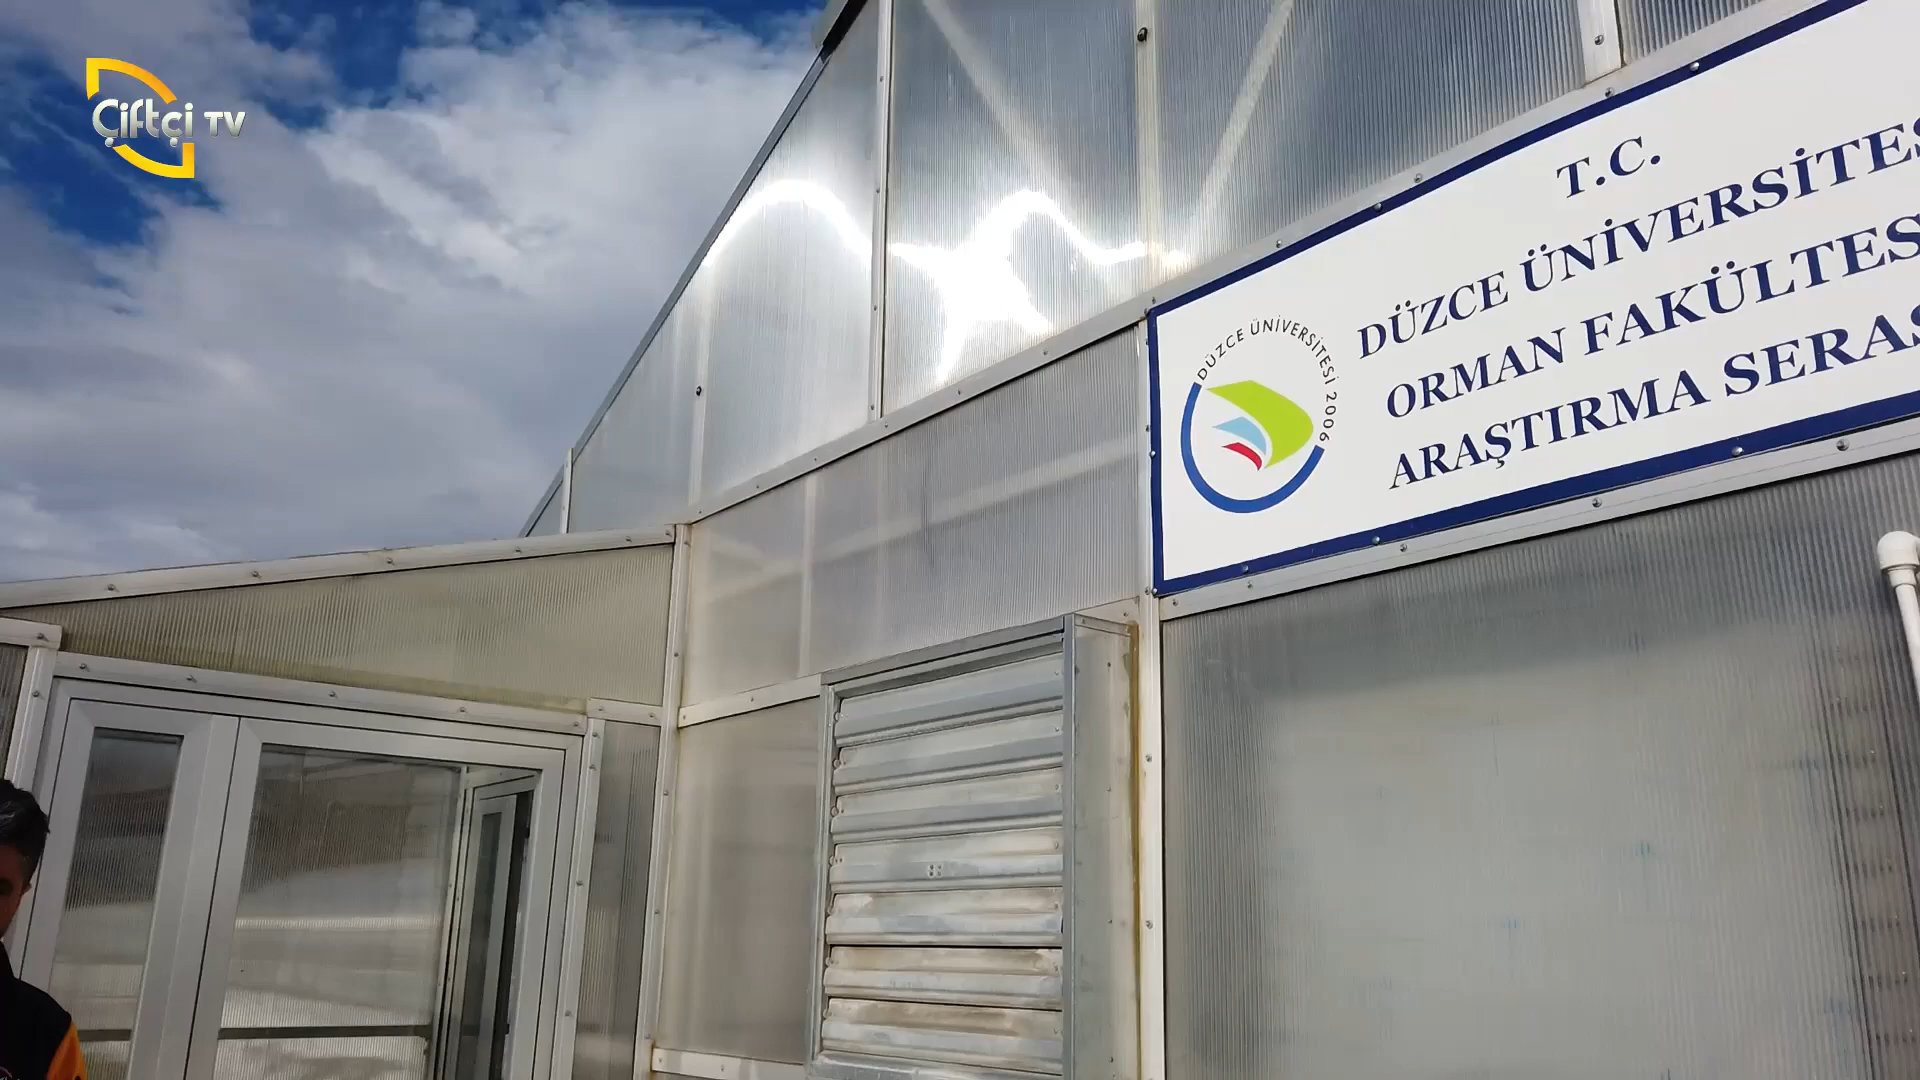 Çiftçi TV
T.C.
DÜZCE ÜNİVERSİTES
ORMAN FAKÜLTES
ARAŞTIRMA SERAS
DÜZCE ÜNİVERSİTESİ 2006